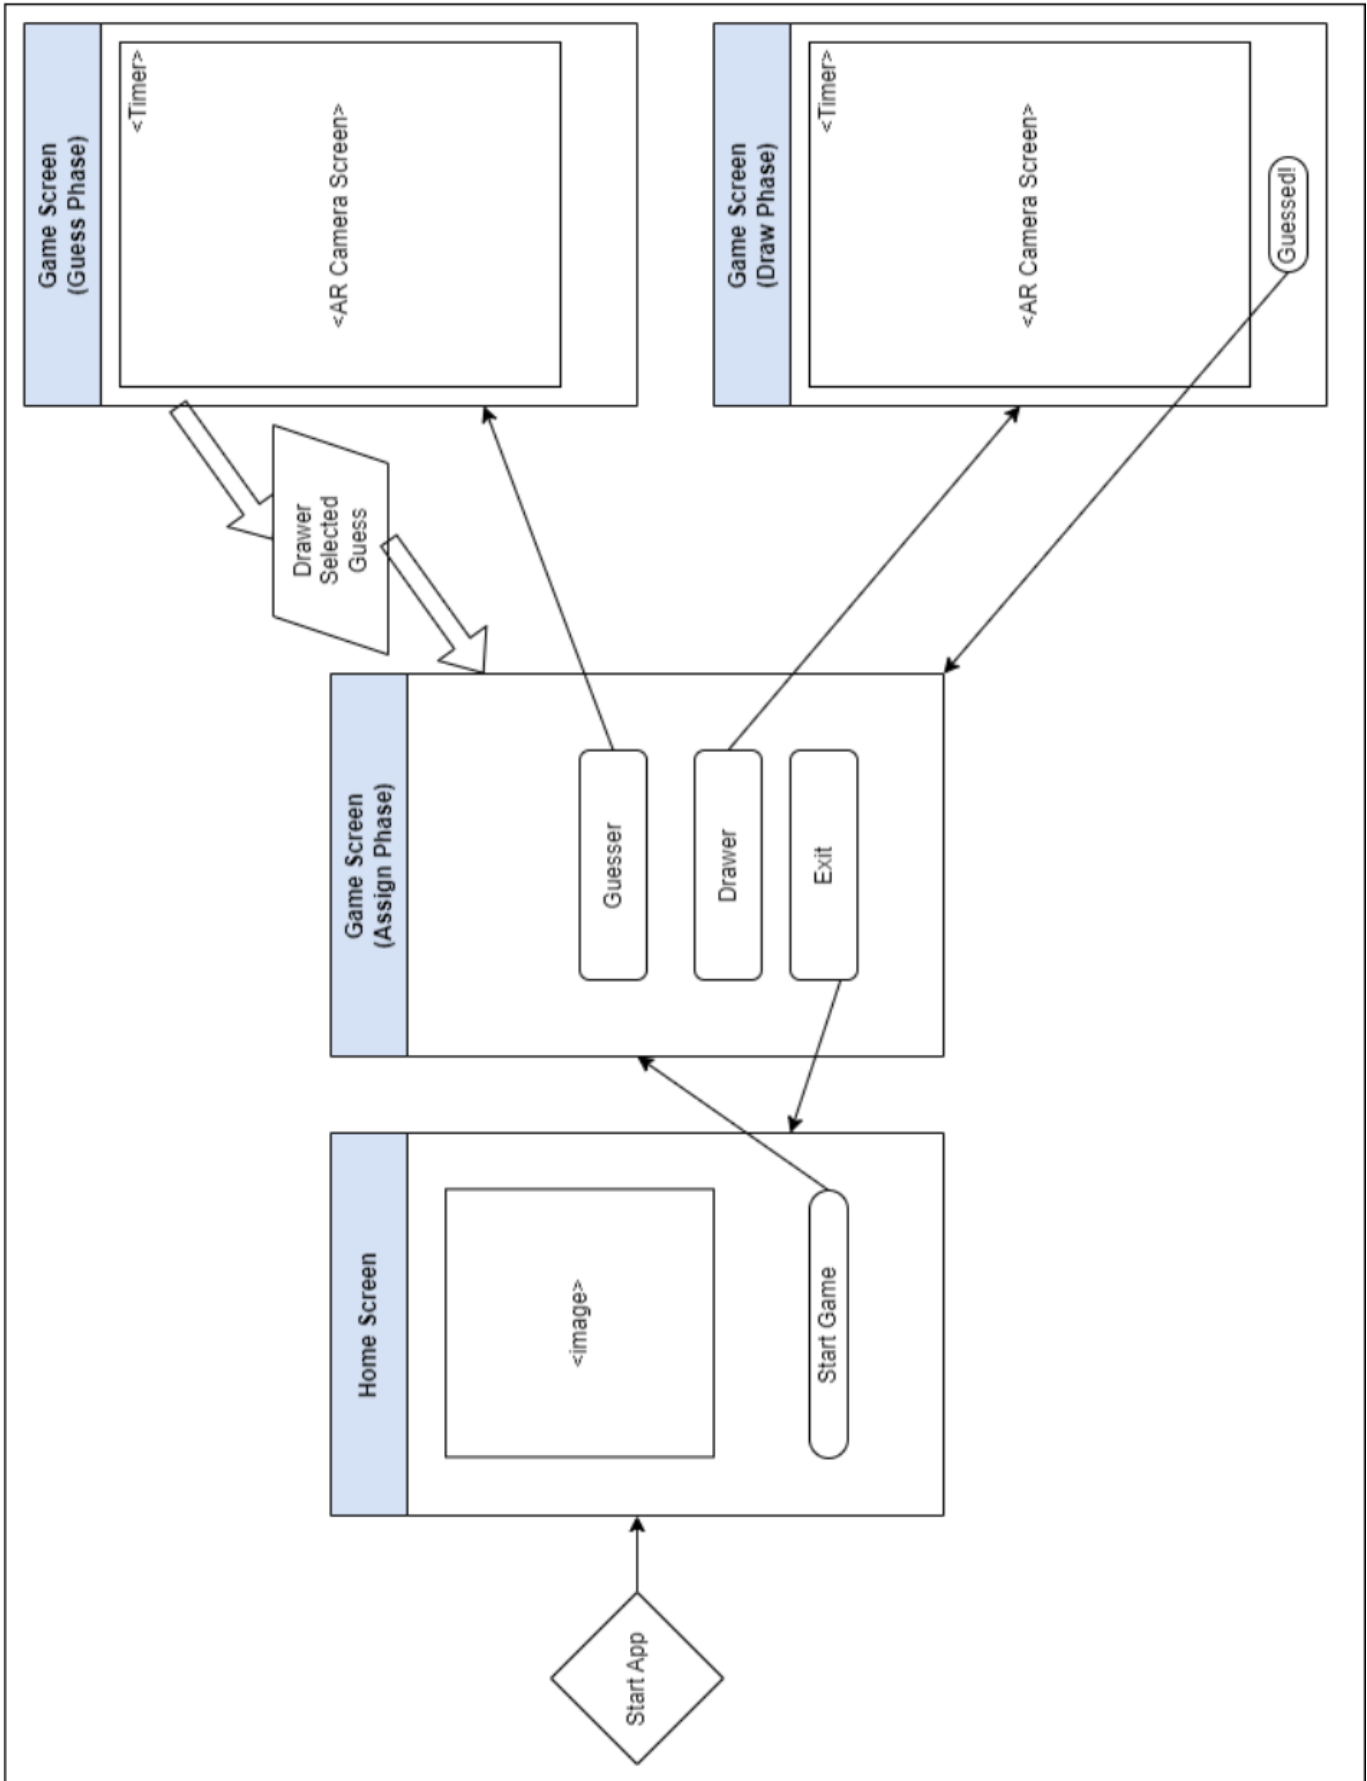 Start App
Home Screen
<image>
Start Game
Game Screen
(Assign Phase)
Guesser
Drawer
Exit
Drawer
Selected
Guess
Game Screen
(Guess Phase)
<Timer>
<AR Camera Screen>
Game Screen
(Draw Phase)
<Timer>
<AR Camera Screen>
Guessed!